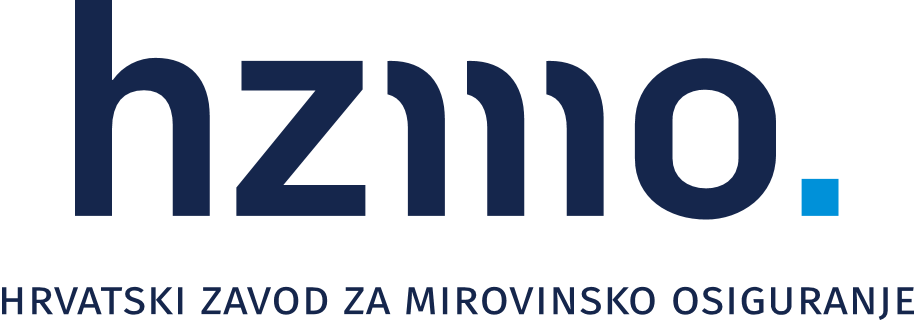 hzmo.
HRVATSKI ZAVOD ZA MIROVINSKO OSIGURANJE